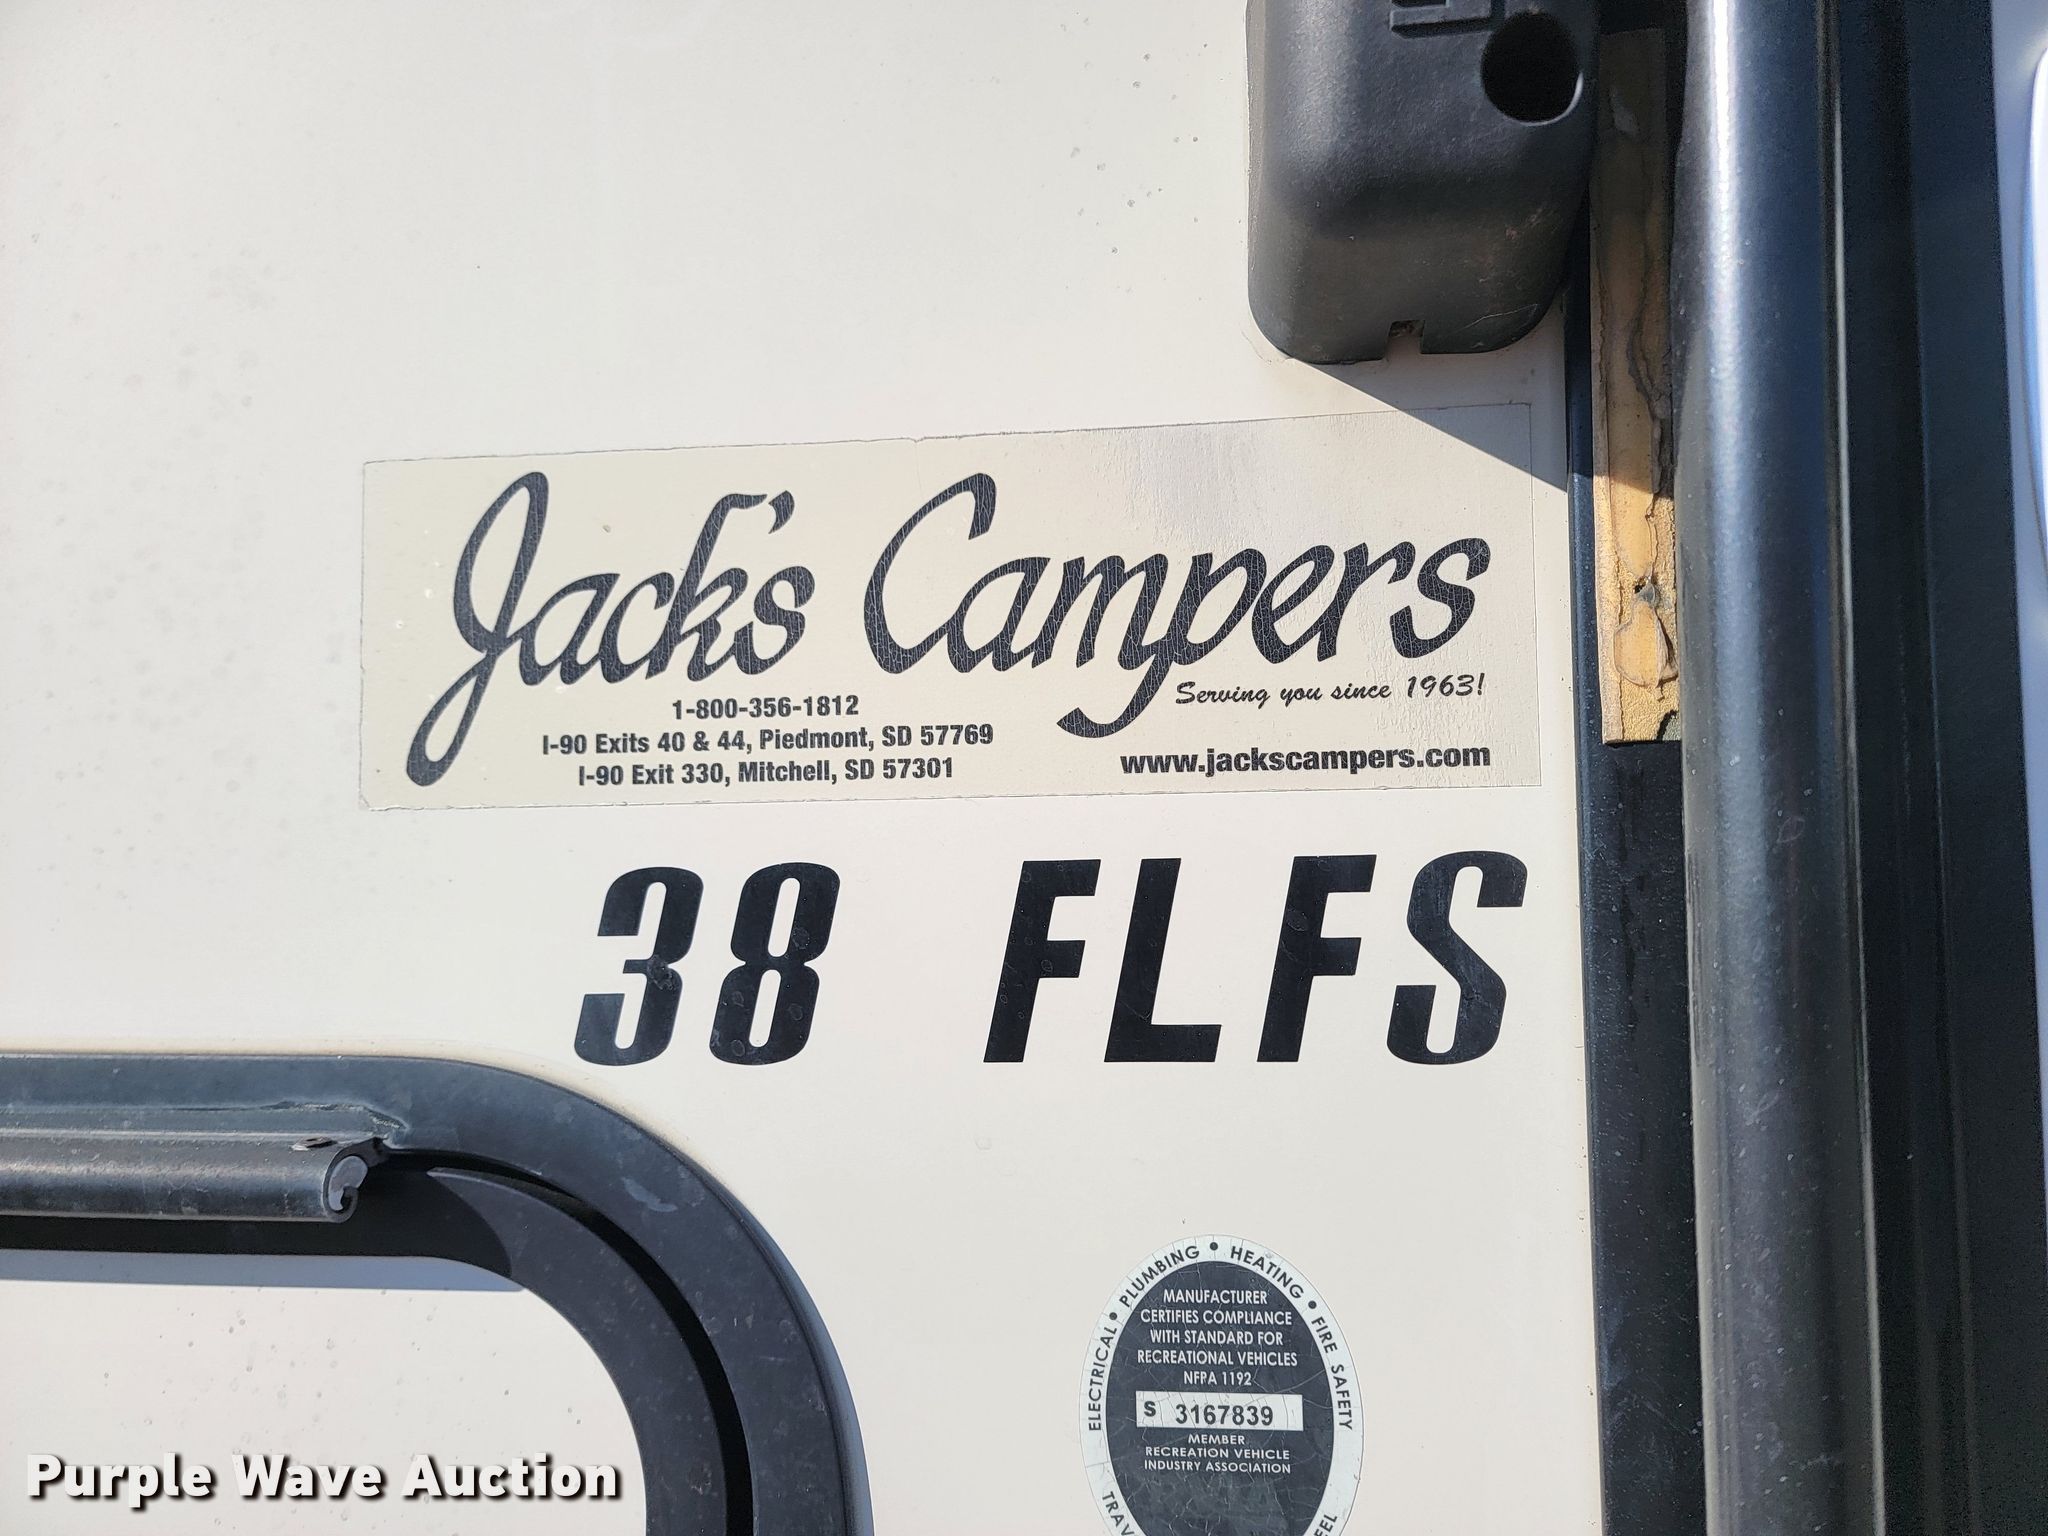 Jack's Campers
Serving you since 1963!
1-800-356-1812
I-90 Exits 40 & 44, Piedmont, SD 57769
I-90 Exit 330, Mitchell, SD 57301
www.jackscampers.com
38 FLFS
ELECTRICAL • PLUMBING • HEATING • FIRE SAFETY
MANUFACTURER
CERTIFIES COMPLIANCE
WITH STANDARD FOR
RECREATIONAL VEHICLES
NFPA 1192
S 3167839
MEMBER
RECREATION VEHICLE
INDUSTRY ASSOCIATION
Purple Wave Auction